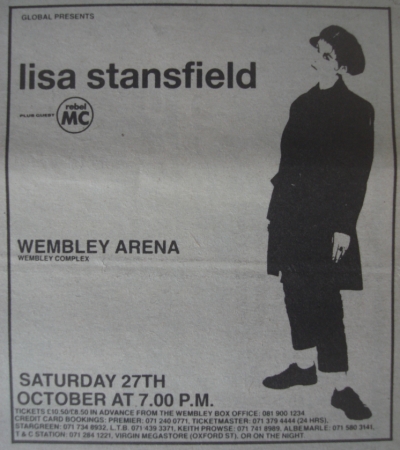 GLOBAL PRESENTS
lisa stansfield
PLUS GUEST rebel MC
WEMBLEY ARENA
WEMBLEY COMPLEX
SATURDAY 27TH
OCTOBER AT 7.00 P.M.
TICKETS £10.50/£8.50 IN ADVANCE FROM THE WEMBLEY BOX OFFICE: 081 900 1234.
CREDIT CARD BOOKINGS: PREMIER: 071 240 0771, TICKETMASTER: 071 379 4444 (24 HRS),
STARGREEN: 071 734 8932, L.T.B. 071 439 3371, KEITH PROWSE: 071 741 8989, ALBEMARLE: 071 580 3141,
T & C STATION: 071 284 1221, VIRGIN MEGASTORE (OXFORD ST), OR ON THE NIGHT.